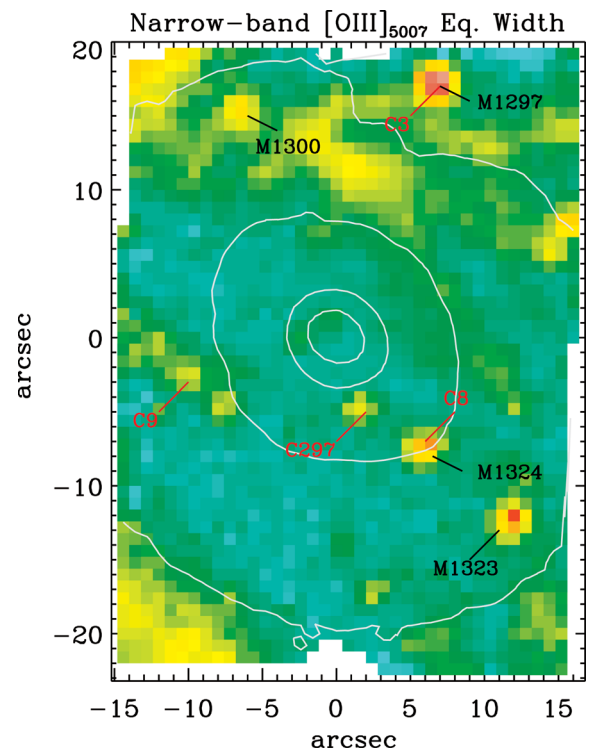 Narrow-band [OIII]5007 Eq. Width
20
M1297
C3
M1300
10
arcsec
0
C8
C9
C297
M1324
-10
M1323
-20
-15 -10 -5 0 5 10 15
arcsec